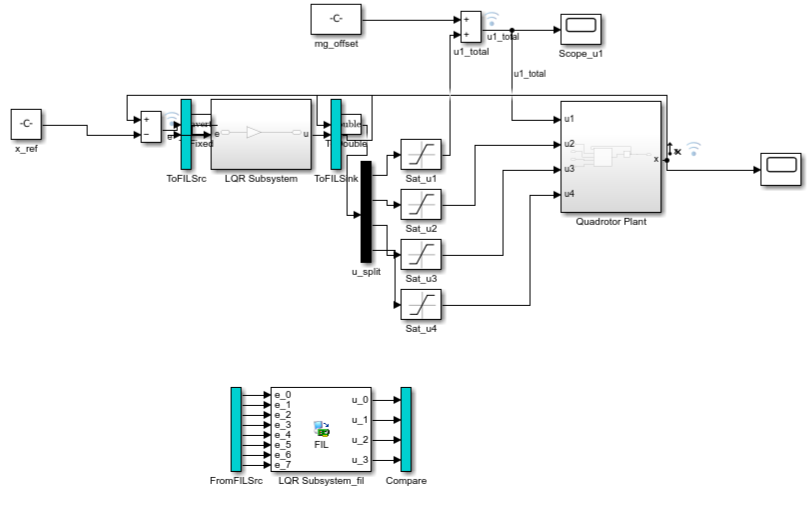 -C-
mg_offset
+
+
u1_total
u1_total
Scope_u1
u1_total
-C-
x_ref
+
−
e
Fixed
ToFILSrc
e
u
LQR Subsystem
ToFILSink
Sat_u1
Sat_u2
Sat_u3
Sat_u4
u_split
u1
u2
u3
u4
x
x
Quadrotor Plant
e_0
e_1
e_2
e_3
e_4
e_5
e_6
e_7
FIL
u_0
u_1
u_2
u_3
FromFILSrc
LQR Subsystem_fil
Compare